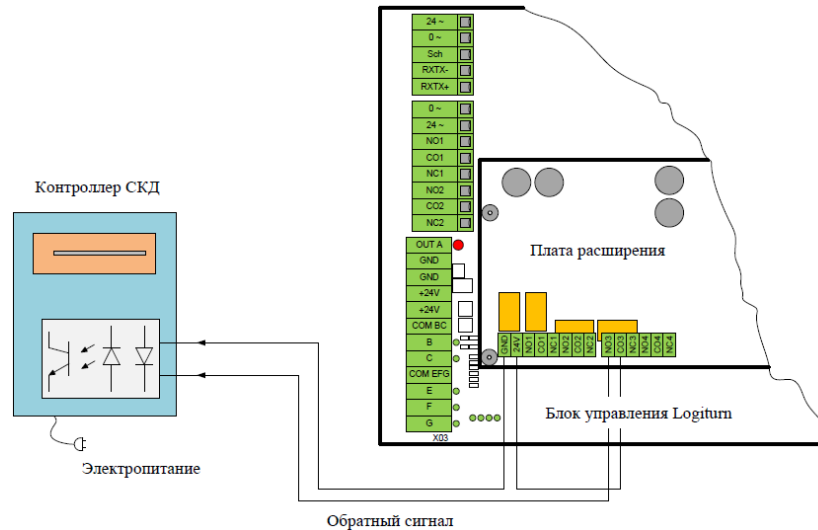 24 ~
0 ~
Sch
RXTX-
RXTX+
0 ~
24 ~
NO1
CO1
NC1
NO2
CO2
NC2
Контроллер СКД
OUT A
GND
GND
+24V
+24V
COM BC
B
C
COM EFG
E
F
G
X03
Плата расширения
GND
24V
NO1
CO1
NC1
NO2
CO2
NC2
NO3
CO3
NC3
NO4
CO4
NC4
Блок управления Logiturn
Электропитание
Обратный сигнал